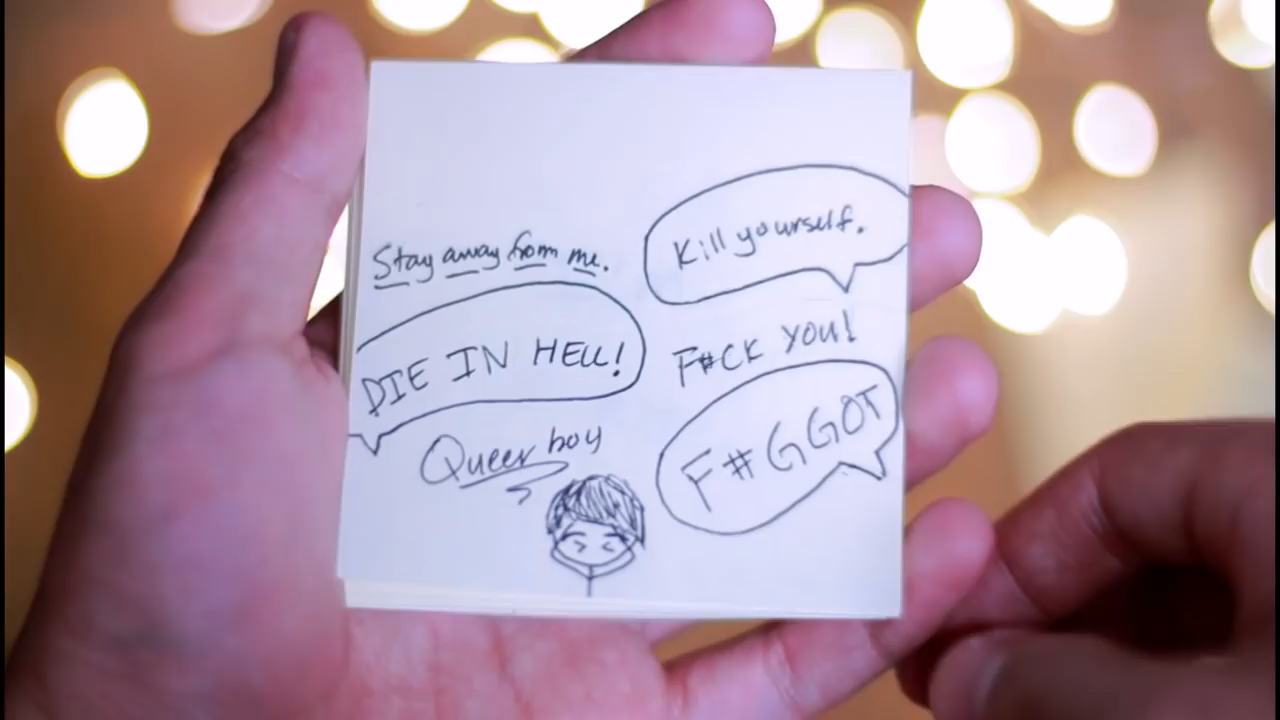 Stay away from me.
Kill yourself.
DIE IN HELL!
F#CK YOU!
Queer boy
F#GGOT